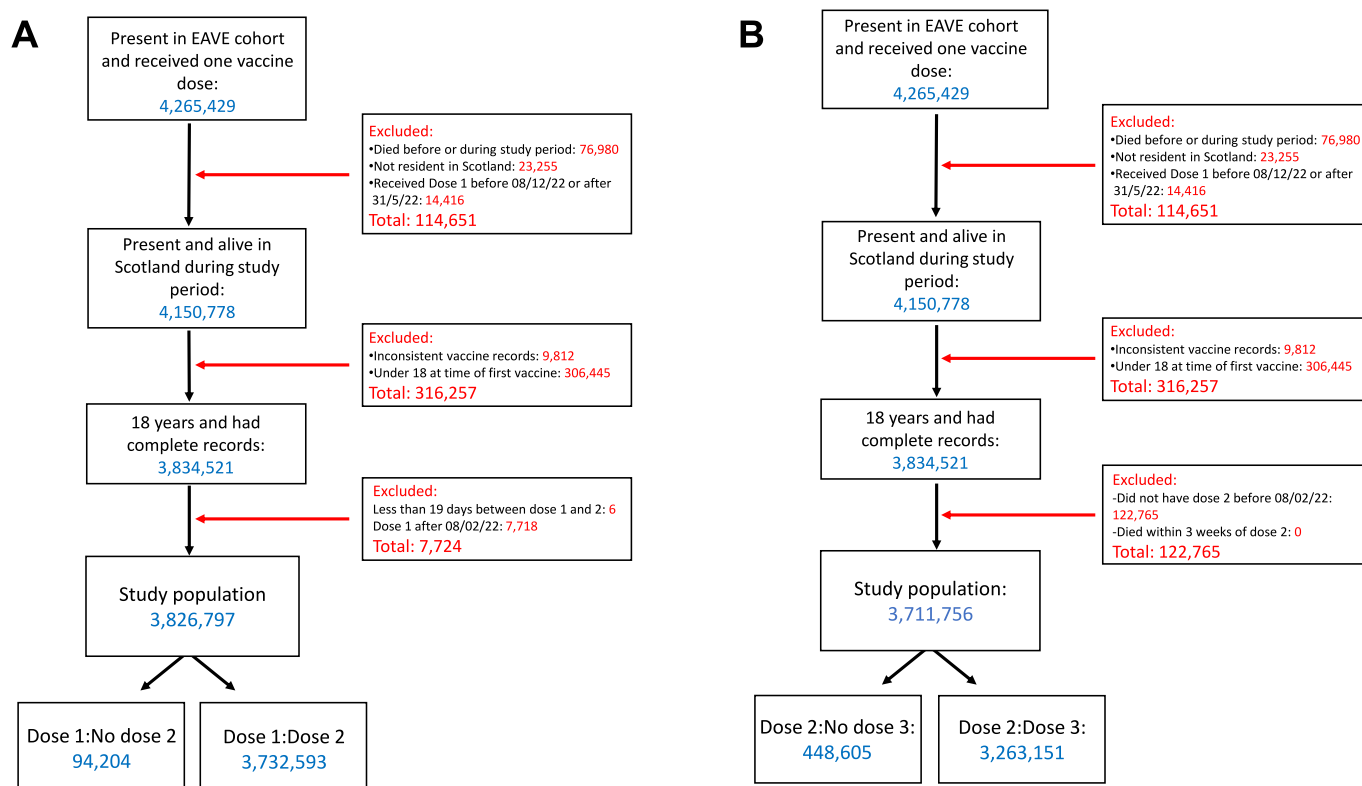 A
Present in EAVE cohort
and received one vaccine
dose:
4,265,429
Excluded:
•Died before or during study period: 76,980
•Not resident in Scotland: 23,255
•Received Dose 1 before 08/12/22 or after
31/5/22: 14,416
Total: 114,651
Present and alive in
Scotland during study
period:
4,150,778
Excluded:
•Inconsistent vaccine records: 9,812
•Under 18 at time of first vaccine: 306,445
Total: 316,257
18 years and had
complete records:
3,834,521
Excluded:
Less than 19 days between dose 1 and 2: 6
Dose 1 after 08/02/22: 7,718
Total: 7,724
Study population
3,826,797
Dose 1:No dose 2
94,204
Dose 1:Dose 2
3,732,593
B
Present in EAVE cohort
and received one vaccine
dose:
4,265,429
Excluded:
•Died before or during study period: 76,980
•Not resident in Scotland: 23,255
•Received Dose 1 before 08/12/22 or after
31/5/22: 14,416
Total: 114,651
Present and alive in
Scotland during study
period:
4,150,778
Excluded:
•Inconsistent vaccine records: 9,812
•Under 18 at time of first vaccine: 306,445
Total: 316,257
18 years and had
complete records:
3,834,521
Excluded:
-Did not have dose 2 before 08/02/22:
122,765
-Died within 3 weeks of dose 2: 0
Total: 122,765
Study population:
3,711,756
Dose 2:No dose 3:
448,605
Dose 2:Dose 3:
3,263,151